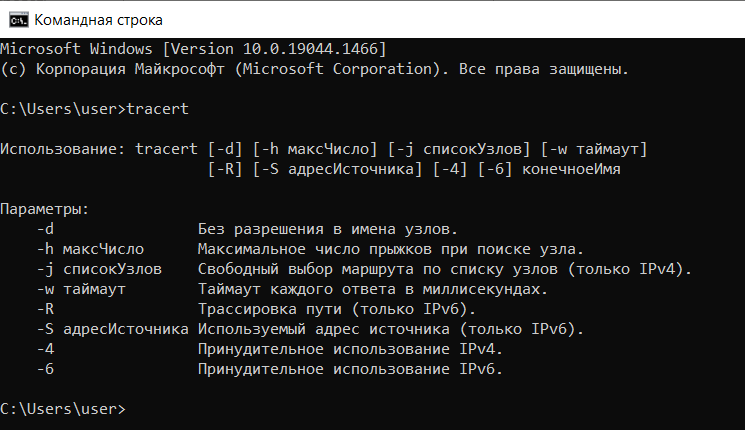 Командная строка
Microsoft Windows [Version 10.0.19044.1466]
(c) Корпорация Майкрософт (Microsoft Corporation). Все права защищены.
C:\Users\user>tracert
Использование: tracert [-d] [-h максЧисло] [-j списокУзлов] [-w таймаут]
[-R] [-S адресИсточника] [-4] [-6] конечноеИмя
Параметры:
-d Без разрешения в имена узлов.
-h максЧисло Максимальное число прыжков при поиске узла.
-j списокУзлов Свободный выбор маршрута по списку узлов (только IPv4).
-w таймаут Таймаут каждого ответа в миллисекундах.
-R Трассировка пути (только IPv6).
-S адресИсточника Используемый адрес источника (только IPv6).
-4 Принудительное использование IPv4.
-6 Принудительное использование IPv6.
C:\Users\user>